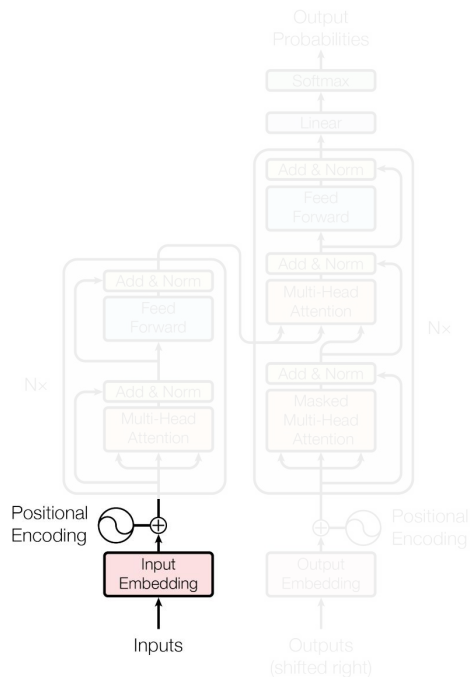 Output
Probabilities
Softmax
Linear
Add & Norm
Feed
Forward
Add & Norm
Multi-Head
Attention
Nx
Add & Norm
Masked
Multi-Head
Attention
Add & Norm
Feed
Forward
Nx
Add & Norm
Multi-Head
Attention
Positional
Encoding
Input
Embedding
Inputs
Positional
Encoding
Output
Embedding
Outputs
(shifted right)